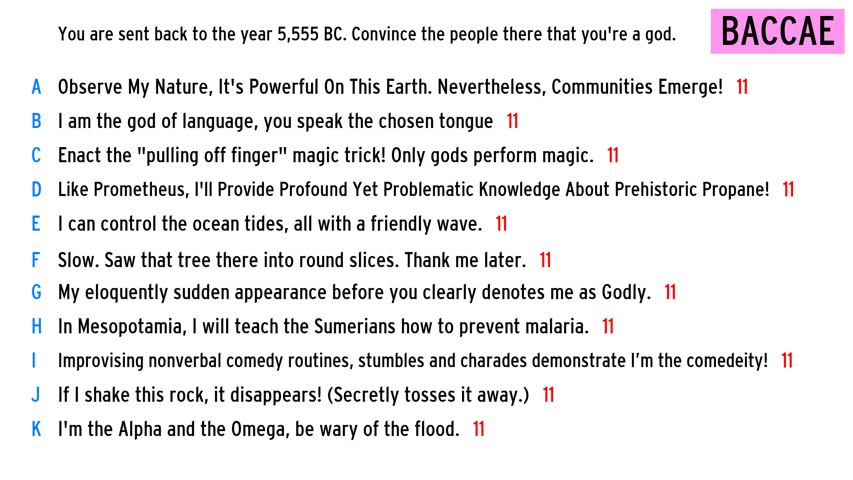 You are sent back to the year 5,555 BC. Convince the people there that you're a god.
BACCAE
A Observe My Nature, It's Powerful On This Earth. Nevertheless, Communities Emerge! 11
B I am the god of language, you speak the chosen tongue 11
C Enact the "pulling off finger" magic trick! Only gods perform magic. 11
D Like Prometheus, I'll Provide Profound Yet Problematic Knowledge About Prehistoric Propane! 11
E I can control the ocean tides, all with a friendly wave. 11
F Slow. Saw that tree there into round slices. Thank me later. 11
G My eloquently sudden appearance before you clearly denotes me as Godly. 11
H In Mesopotamia, I will teach the Sumerians how to prevent malaria. 11
I Improvising nonverbal comedy routines, stumbles and charades demonstrate I'm the comedeity! 11
J If I shake this rock, it disappears! (Secretly tosses it away.) 11
K I'm the Alpha and the Omega, be wary of the flood. 11